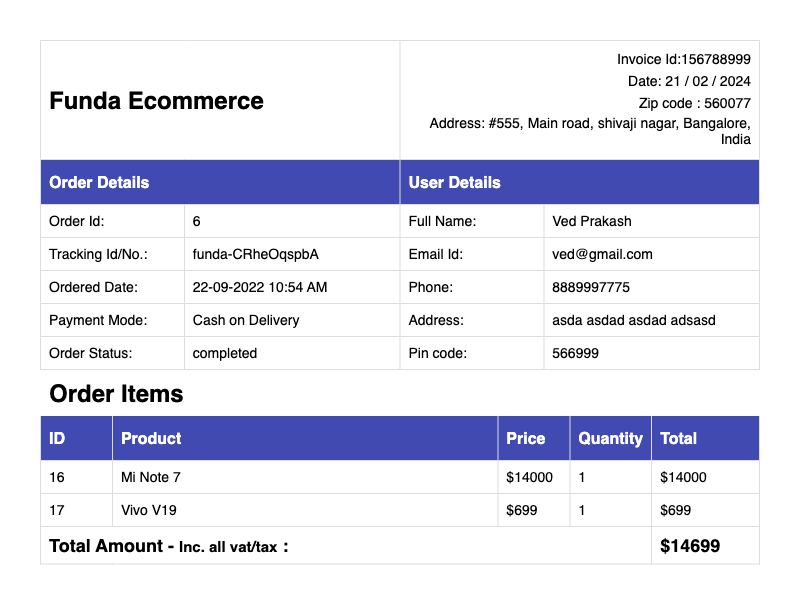 Funda Ecommerce
Invoice Id:156788999
Date: 21 / 02 / 2024
Zip code : 560077
Address: #555, Main road, shivaji nagar, Bangalore,
India
Order Details User Details
Order Id: 6 Full Name: Ved Prakash
Tracking Id/No.: funda-CRheOqspbA Email Id: ved@gmail.com
Ordered Date: 22-09-2022 10:54 AM Phone: 8889997775
Payment Mode: Cash on Delivery Address: asda asdad asdad adsasd
Order Status: completed Pin code: 566999
Order Items
ID Product Price Quantity Total
16 Mi Note 7 $14000 1 $14000
17 Vivo V19 $699 1 $699
Total Amount - Inc. all vat/tax : $14699